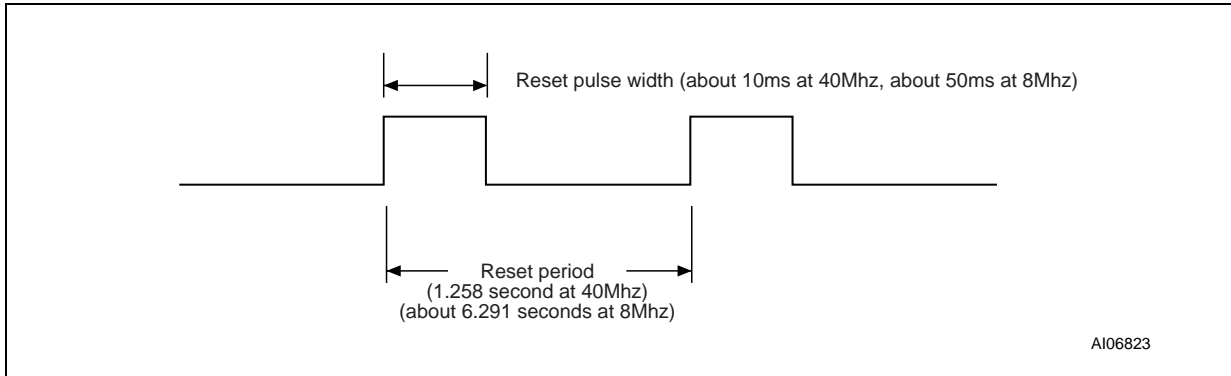 Reset pulse width (about 10ms at 40Mhz, about 50ms at 8Mhz)
Reset period
(1.258 second at 40Mhz)
(about 6.291 seconds at 8Mhz)
AI06823